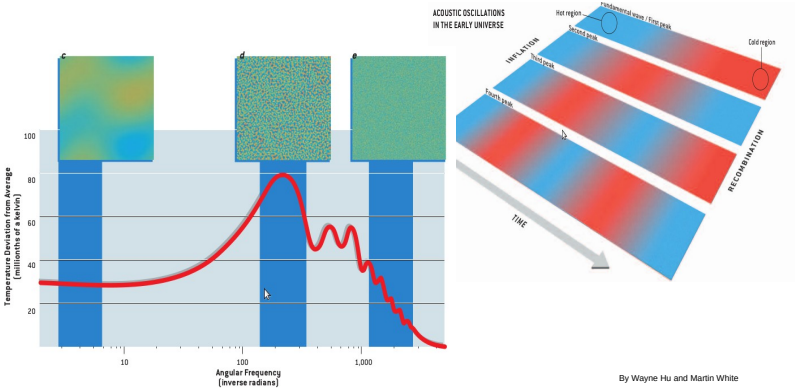 c
d
e
100
80
60
40
20
Temperature Deviation from Average
(millionths of a kelvin)
10
100
1,000
Angular Frequency
(inverse radians)
ACOUSTIC OSCILLATIONS
IN THE EARLY UNIVERSE
Hot region
Fundamental wave / First peak
Cold region
Second peak
INFLATION
Third peak
Fourth peak
RECOMBINATION
TIME
By Wayne Hu and Martin White